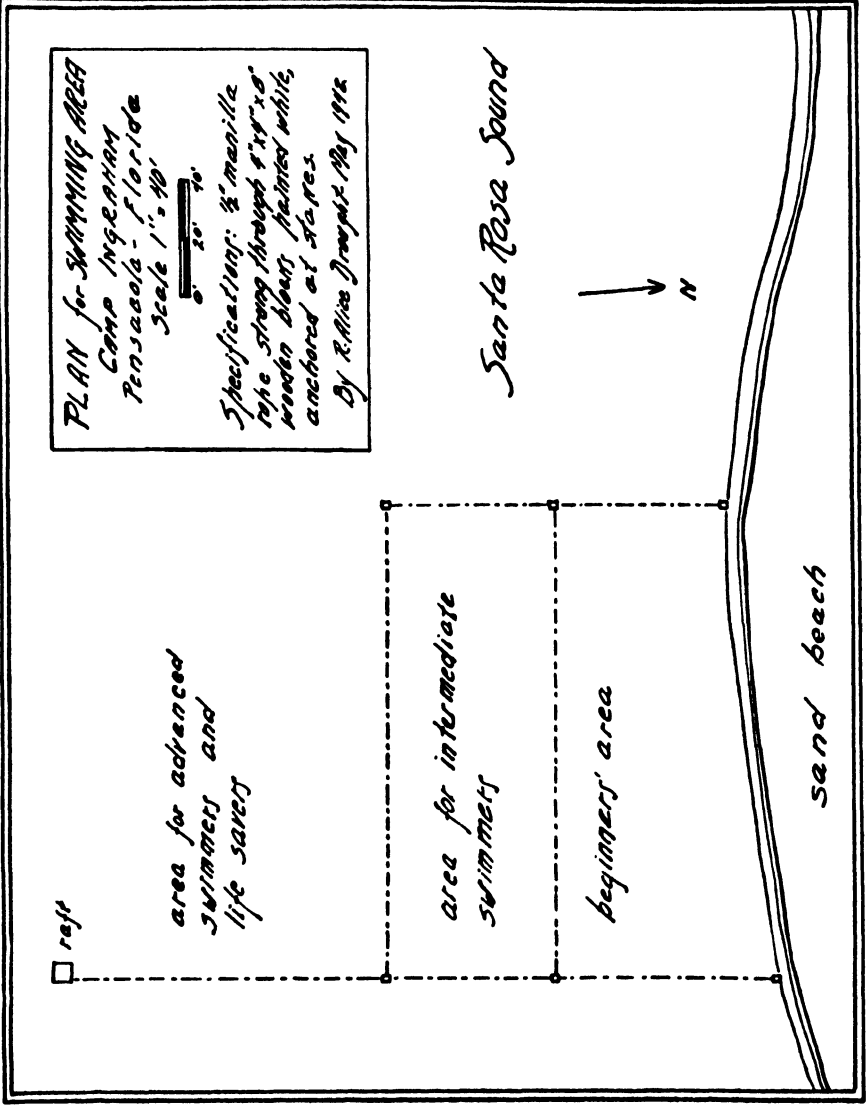 PLAN for SWIMMING AREA
CAMP INGRAHAM
Pensacola - Florida
Scale 1" = 40'
0' 20' 40'
Specifications: ½" manilla
rope strung through 4"x4"x8"
wooden blocks painted white,
anchored at stakes.
By R. Alice Drought May 1942
Santa Rosa Sound
N
raft
area for advanced
swimmers and
life savers
area for intermediate
swimmers
beginners' area
sand beach